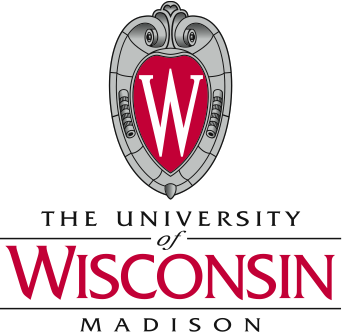 W
THE UNIVERSITY
of
WISCONSIN
MADISON